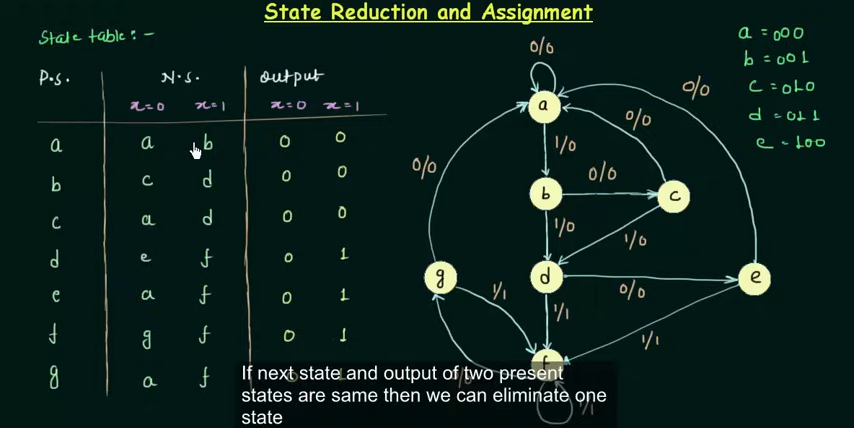 State Reduction and Assignment
State table:-
P.s. N.s. output
x=0 x=1 x=0 x=1
a a b 0 0
b c d 0 0
c a d 0 0
d e f 0 1
e a f 0 1
f g f 0 1
g a f
a = 000
b = 001
c = 010
d = 011
e = 100
0/0
a
0/0
0/0
0/0
1/0
b
0/0
c
1/0
1/0
g
d
0/0
e
1/1
1/1
1/1
If next state and output of two present
states are same then we can eliminate one
state